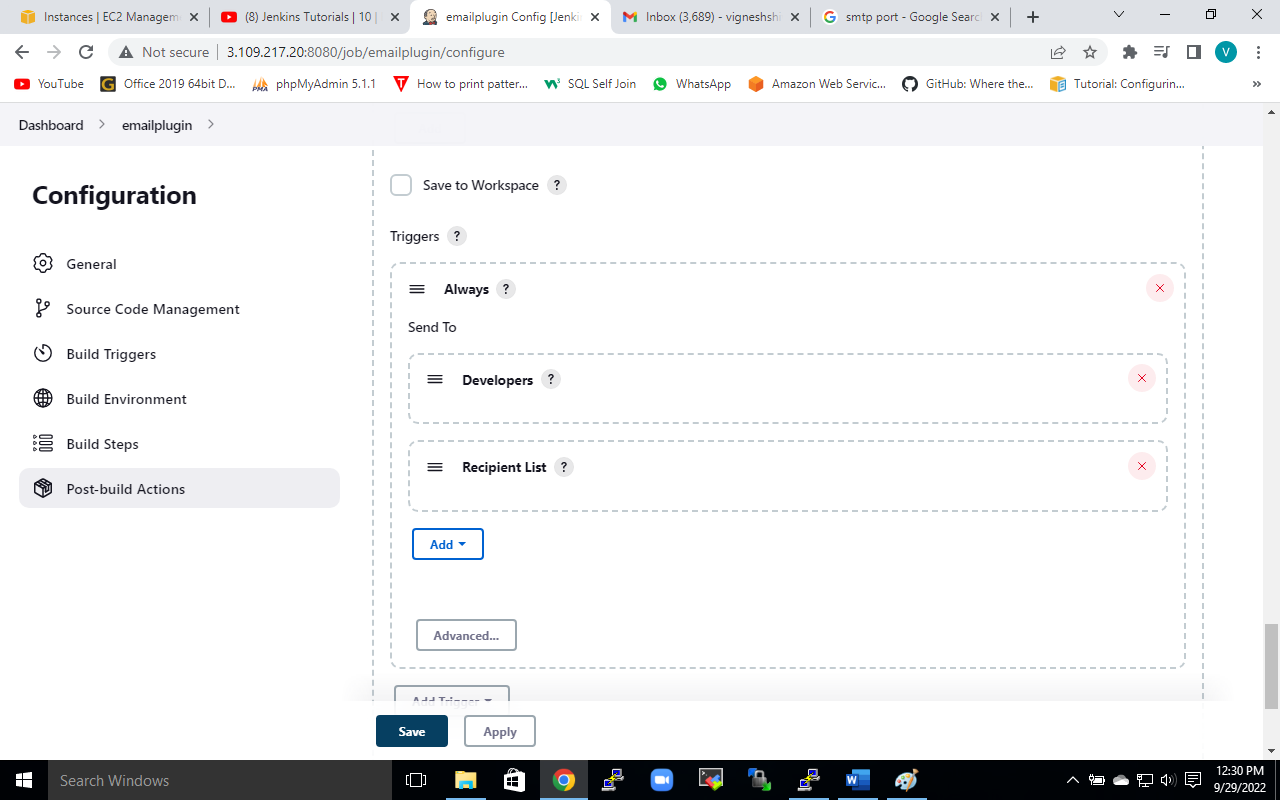 Instances | EC2 Managem
(8) Jenkins Tutorials | 10 |
emailplugin Config [Jenki
Inbox (3,689) - vigneshshi
smtp port - Google Searc
Not secure
3.109.217.20:8080/job/emailplugin/configure
V
YouTube
Office 2019 64bit D...
phpMyAdmin 5.1.1
How to print patter...
SQL Self Join
WhatsApp
Amazon Web Servic...
GitHub: Where the...
Tutorial: Configurin...
»
Dashboard
emailplugin
Configuration
General
Source Code Management
Build Triggers
Build Environment
Build Steps
Post-build Actions
Save to Workspace ?
Triggers ?
Always ?
Send To
Developers ?
Recipient List ?
Add
Advanced...
Add Trigger
Save
Apply
Search Windows
12:30 PM
9/29/2022